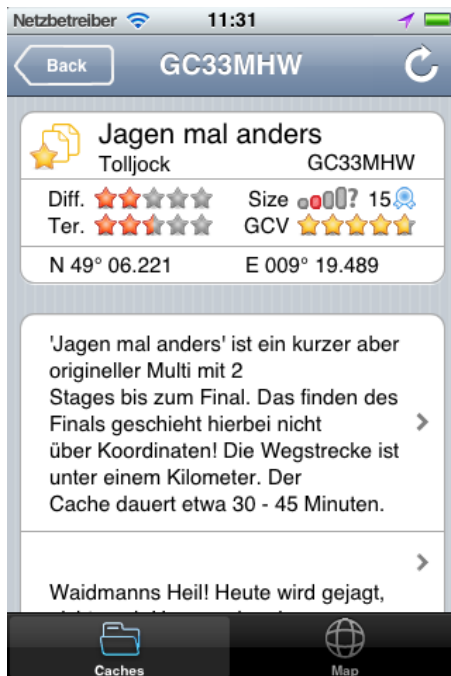 Netzbetreiber 11:31
Back GC33MHW
Jagen mal anders
Tolljock GC33MHW
Diff. Size ? 15
Ter. GCV
N 49° 06.221 E 009° 19.489
'Jagen mal anders' ist ein kurzer aber
origineller Multi mit 2
Stages bis zum Final. Das finden des
Finals geschieht hierbei nicht
über Koordinaten! Die Wegstrecke ist
unter einem Kilometer. Der
Cache dauert etwa 30 - 45 Minuten.
Waidmanns Heil! Heute wird gejagt,
Caches Map